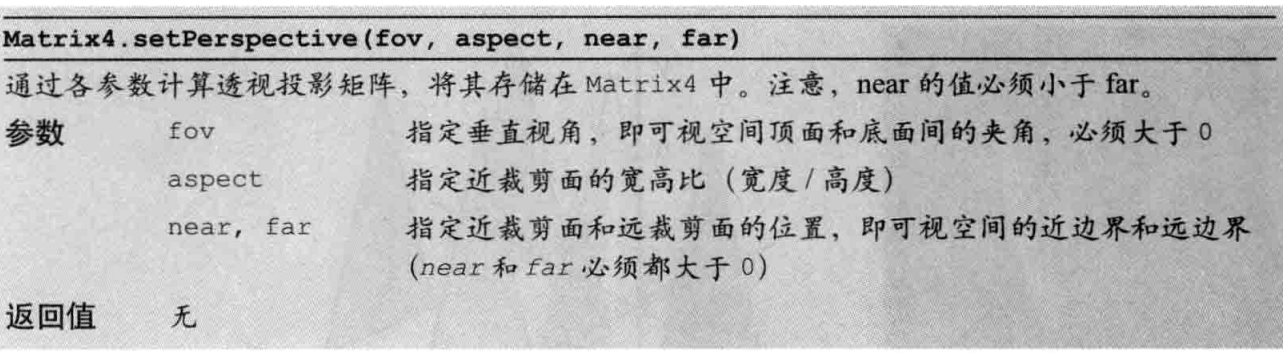 Matrix4.setPerspective(fov, aspect, near, far)
通过各参数计算透视投影矩阵，将其存储在 Matrix4 中。注意，near 的值必须小于 far。
参数 fov 指定垂直视角，即可视空间顶面和底面间的夹角，必须大于 0
aspect 指定近裁剪面的宽高比（宽度 / 高度）
near, far 指定近裁剪面和远裁剪面的位置，即可视空间的近边界和远边界
(near 和 far 必须都大于 0)
返回值 无